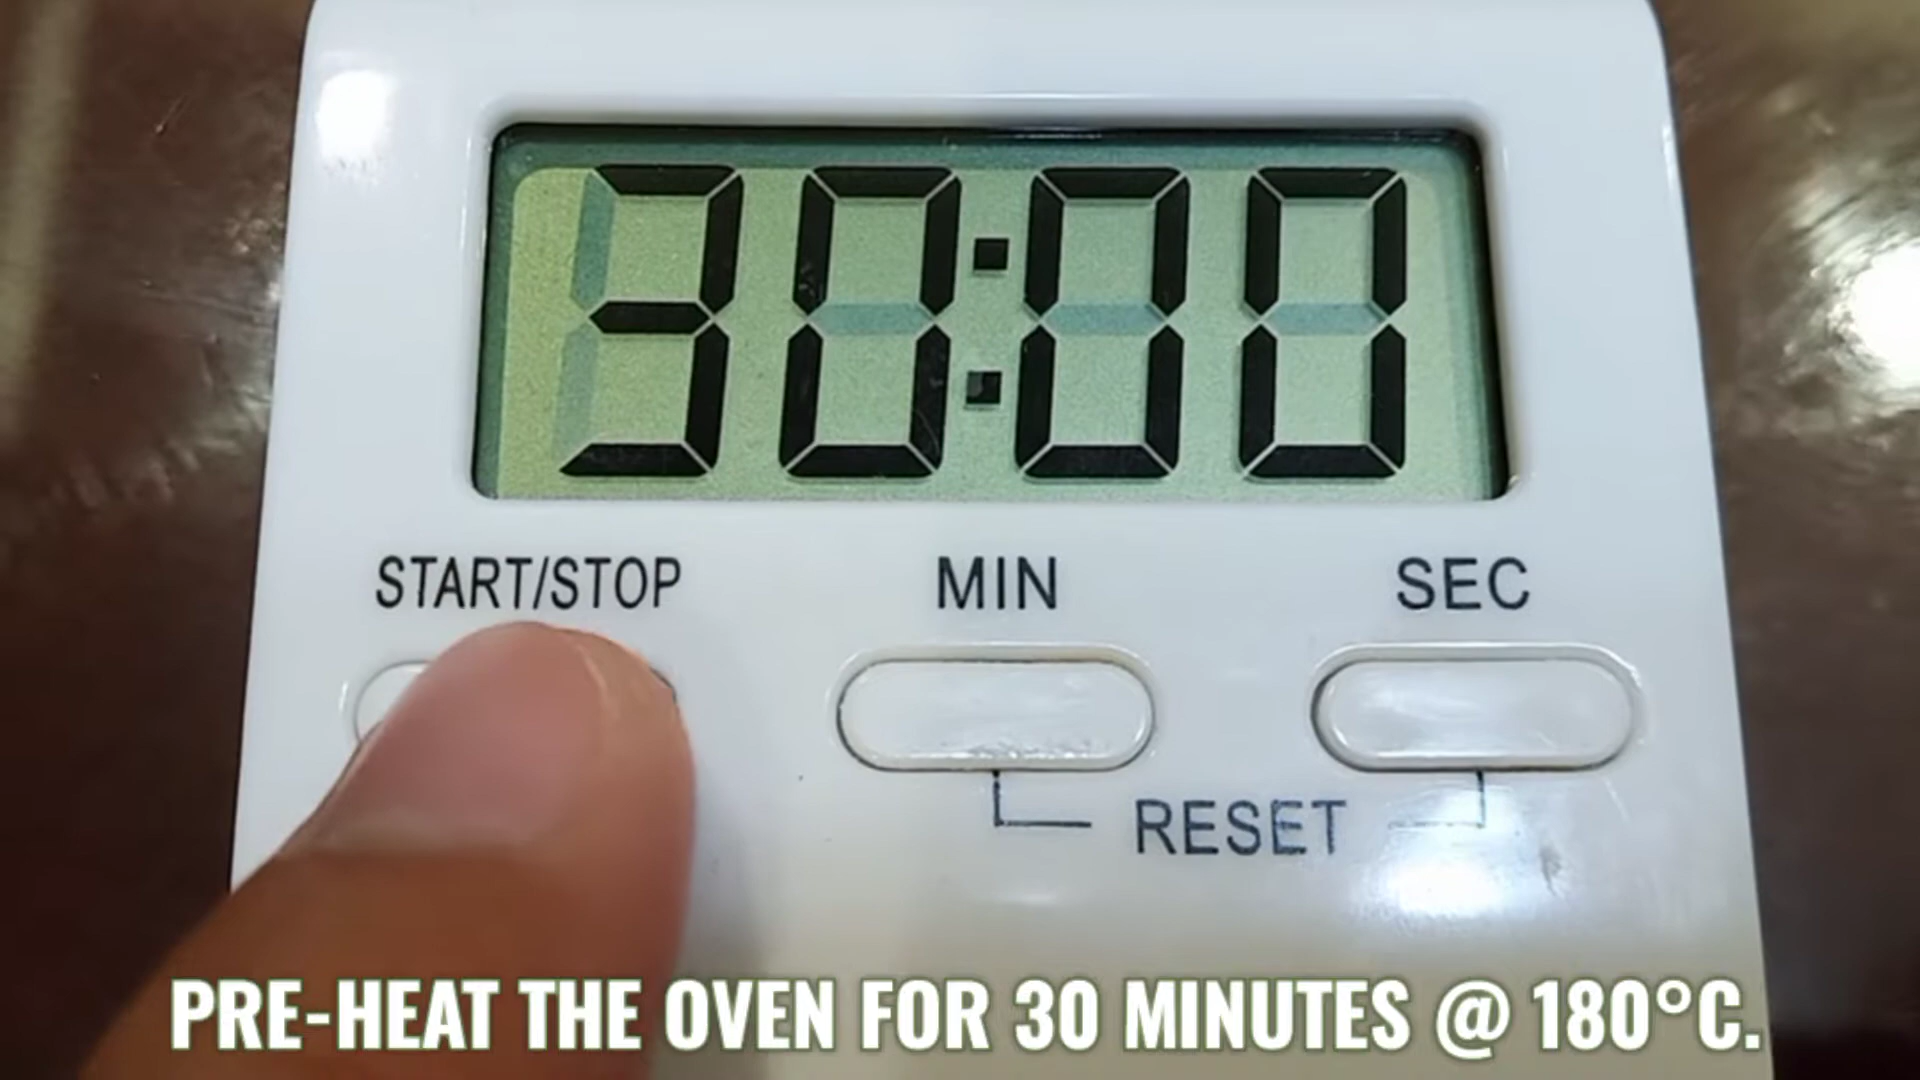 30:00
START/STOP MIN SEC
RESET
PRE-HEAT THE OVEN FOR 30 MINUTES @ 180°C.